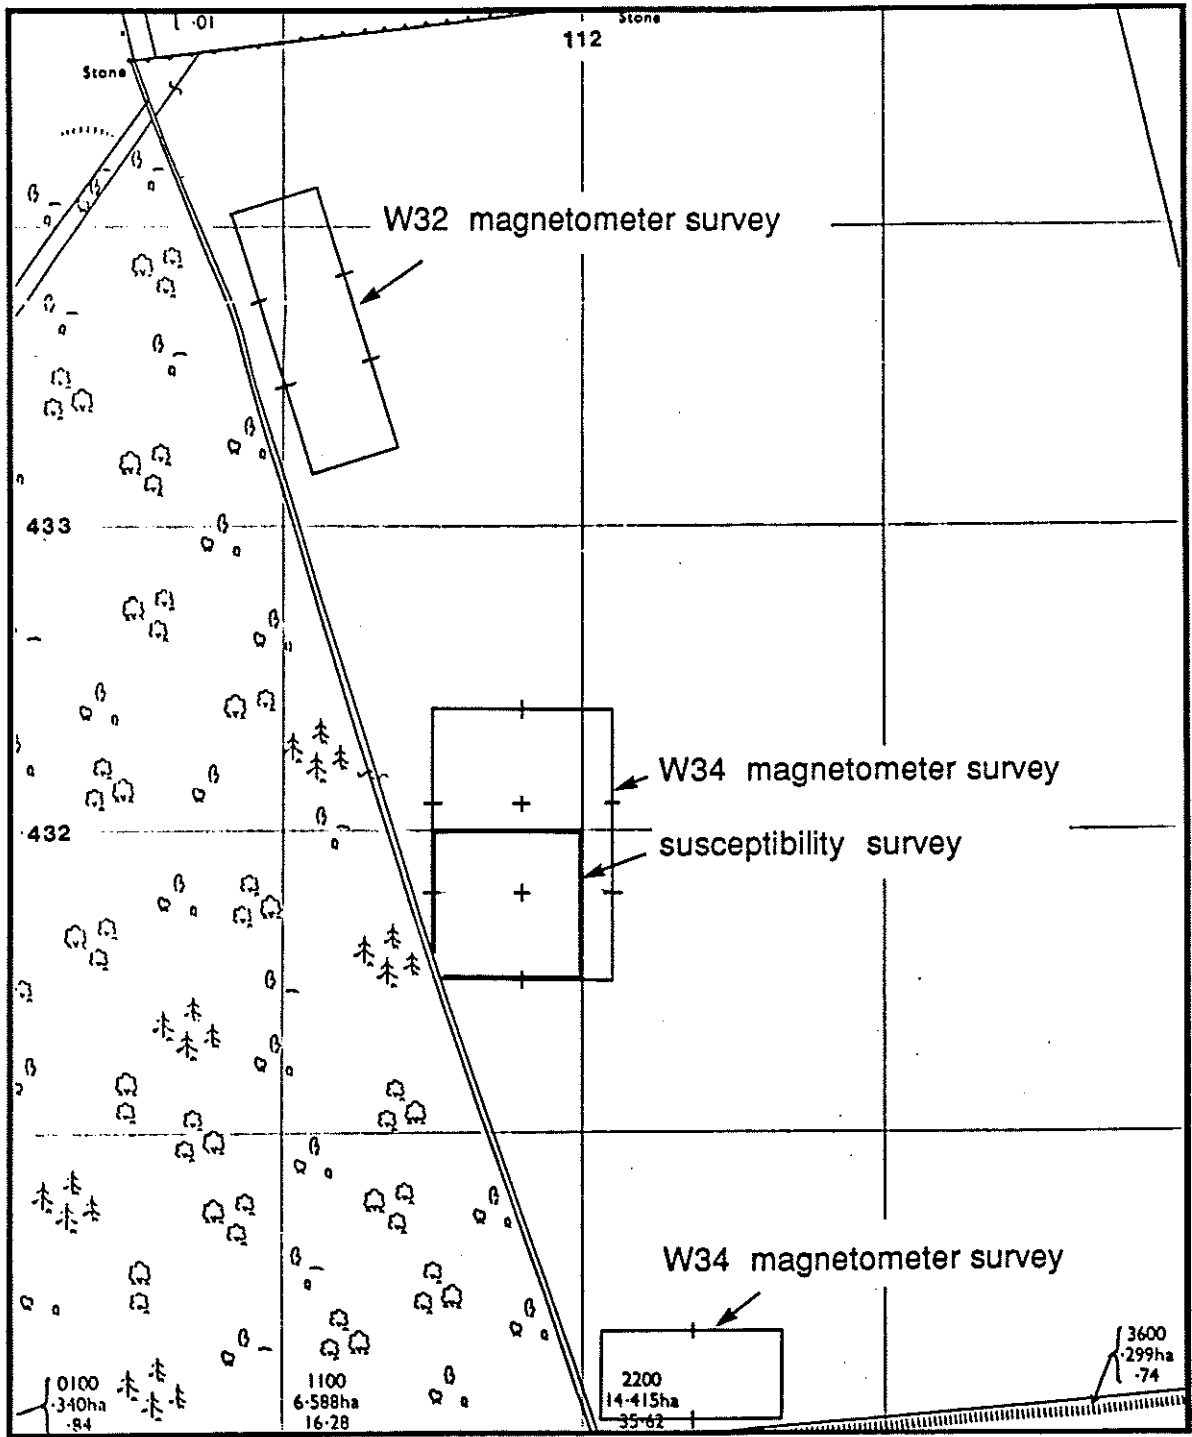 ·01
Stone
112
Stone
W32 magnetometer survey
433
W34 magnetometer survey
432
susceptibility survey
W34 magnetometer survey
0100
·340ha
·84
1100
6·588ha
16·28
2200
14·415ha
35·62
3600
·299ha
·74